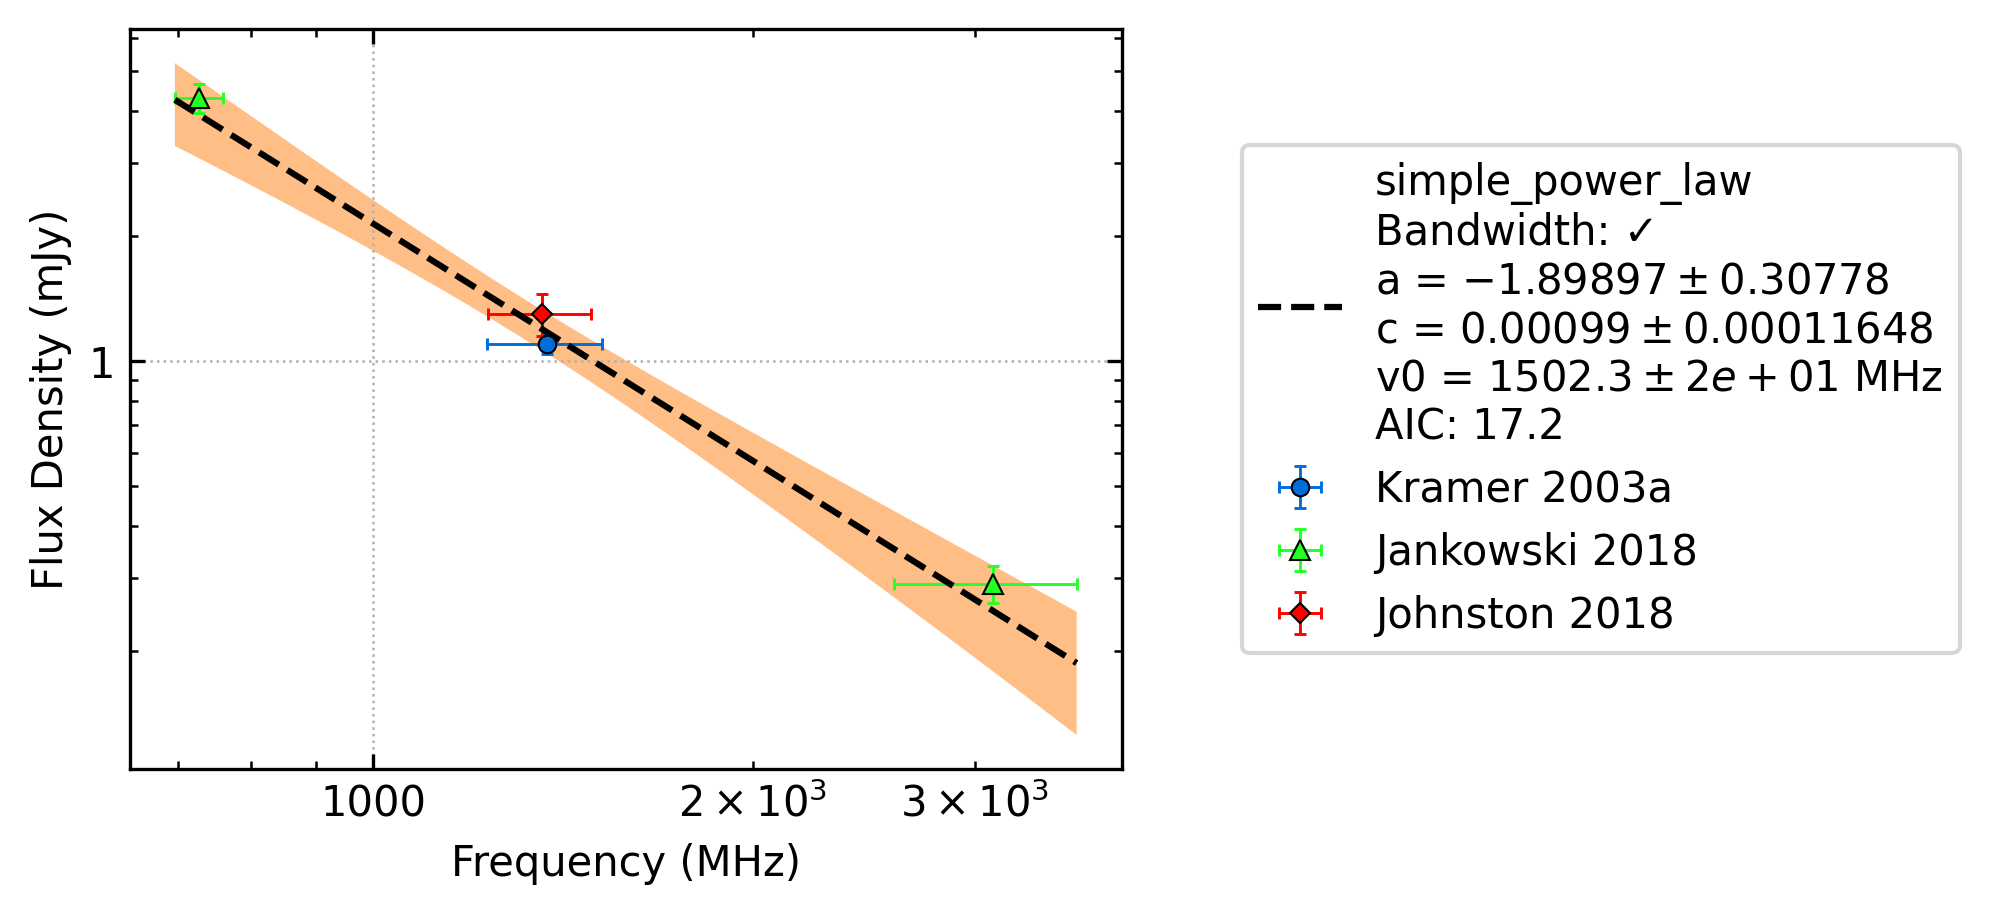 Flux Density (mJy)
1
1000
2 × 10³
3 × 10³
Frequency (MHz)
simple_power_law
Bandwidth: ✓
a = −1.89897 ± 0.30778
c = 0.00099 ± 0.00011648
v0 = 1502.3 ± 2e + 01 MHz
AIC: 17.2
Kramer 2003a
Jankowski 2018
Johnston 2018